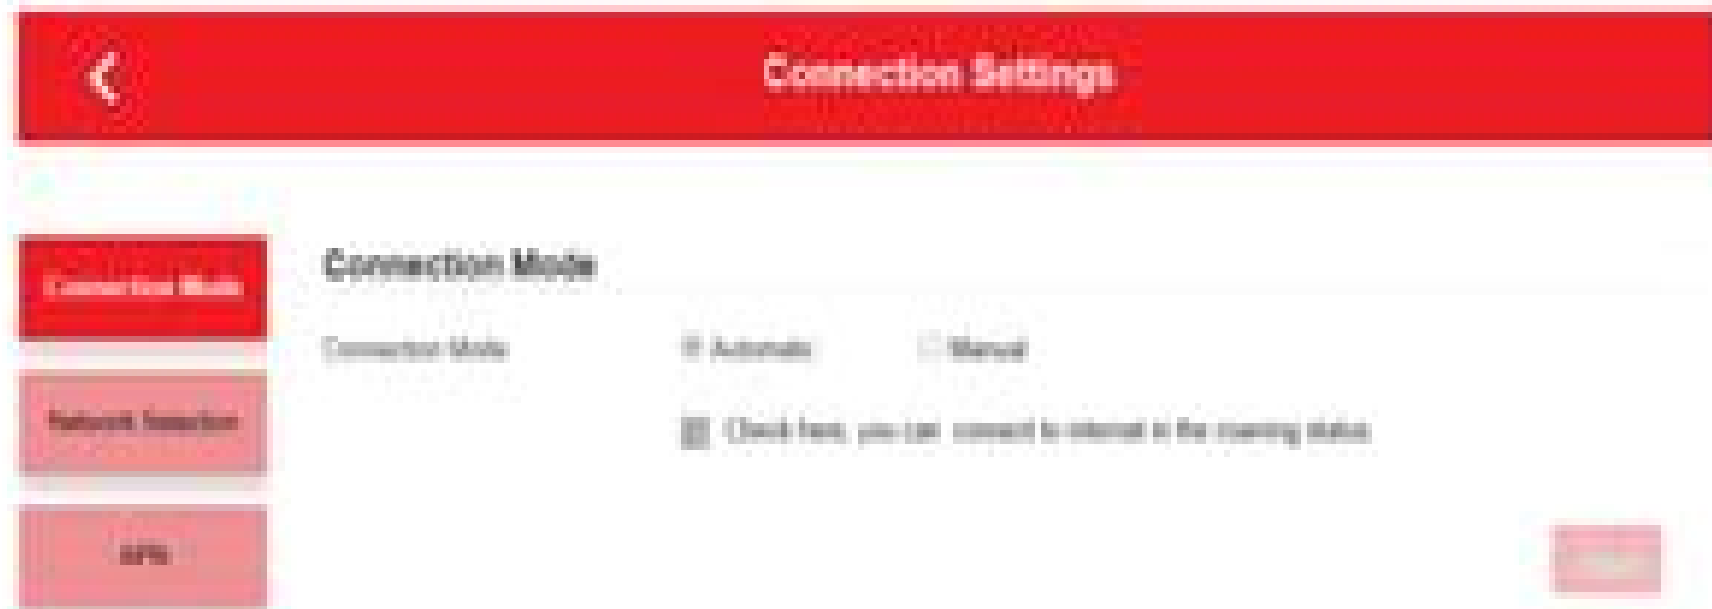 Connection Settings
Connection Mode
Connection Mode
Connection Mode
Automatic
Manual
Network Selection
Check here, you can connect to internet in the roaming status.
APN